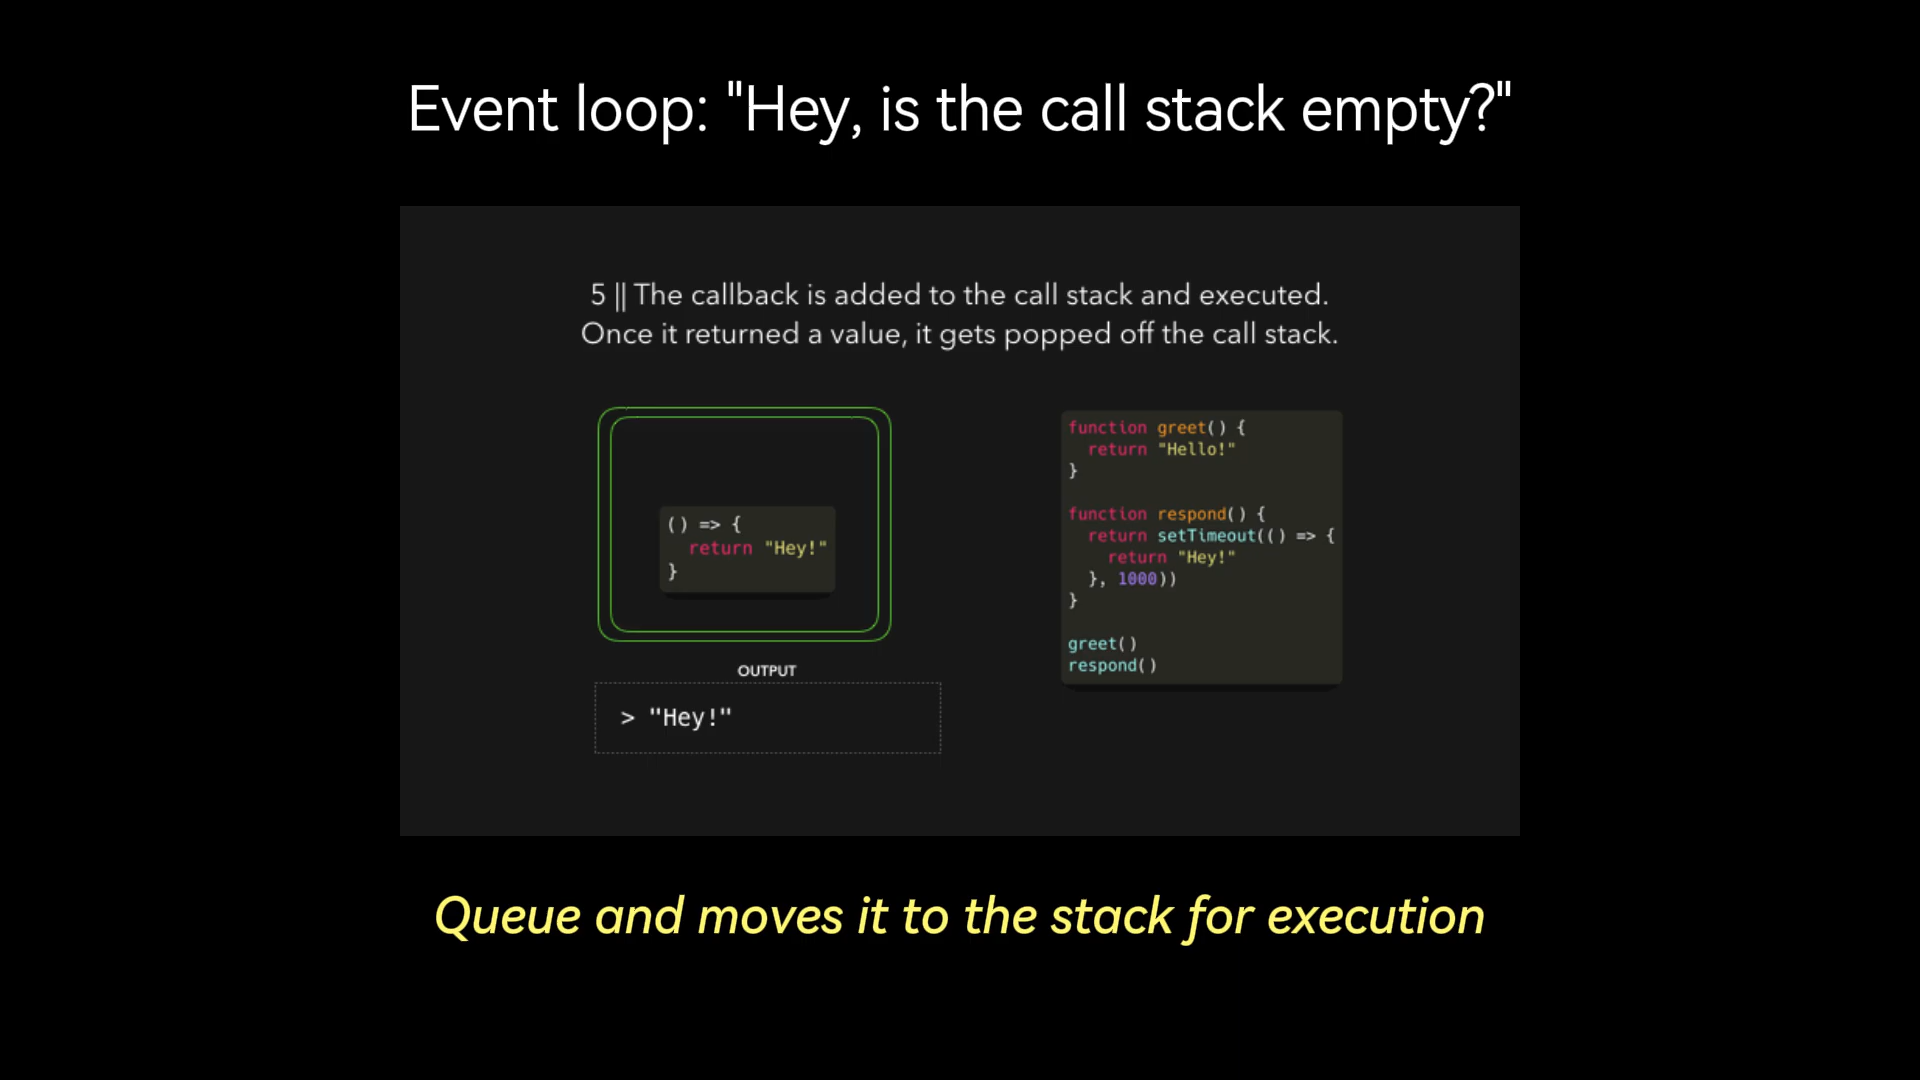 Event loop: "Hey, is the call stack empty?"
5 || The callback is added to the call stack and executed.
Once it returned a value, it gets popped off the call stack.
() => {
return "Hey!"
}
OUTPUT
> "Hey!"
function greet() {
return "Hello!"
}
function respond() {
return setTimeout(() => {
return "Hey!"
}, 1000))
}
greet()
respond()
Queue and moves it to the stack for execution